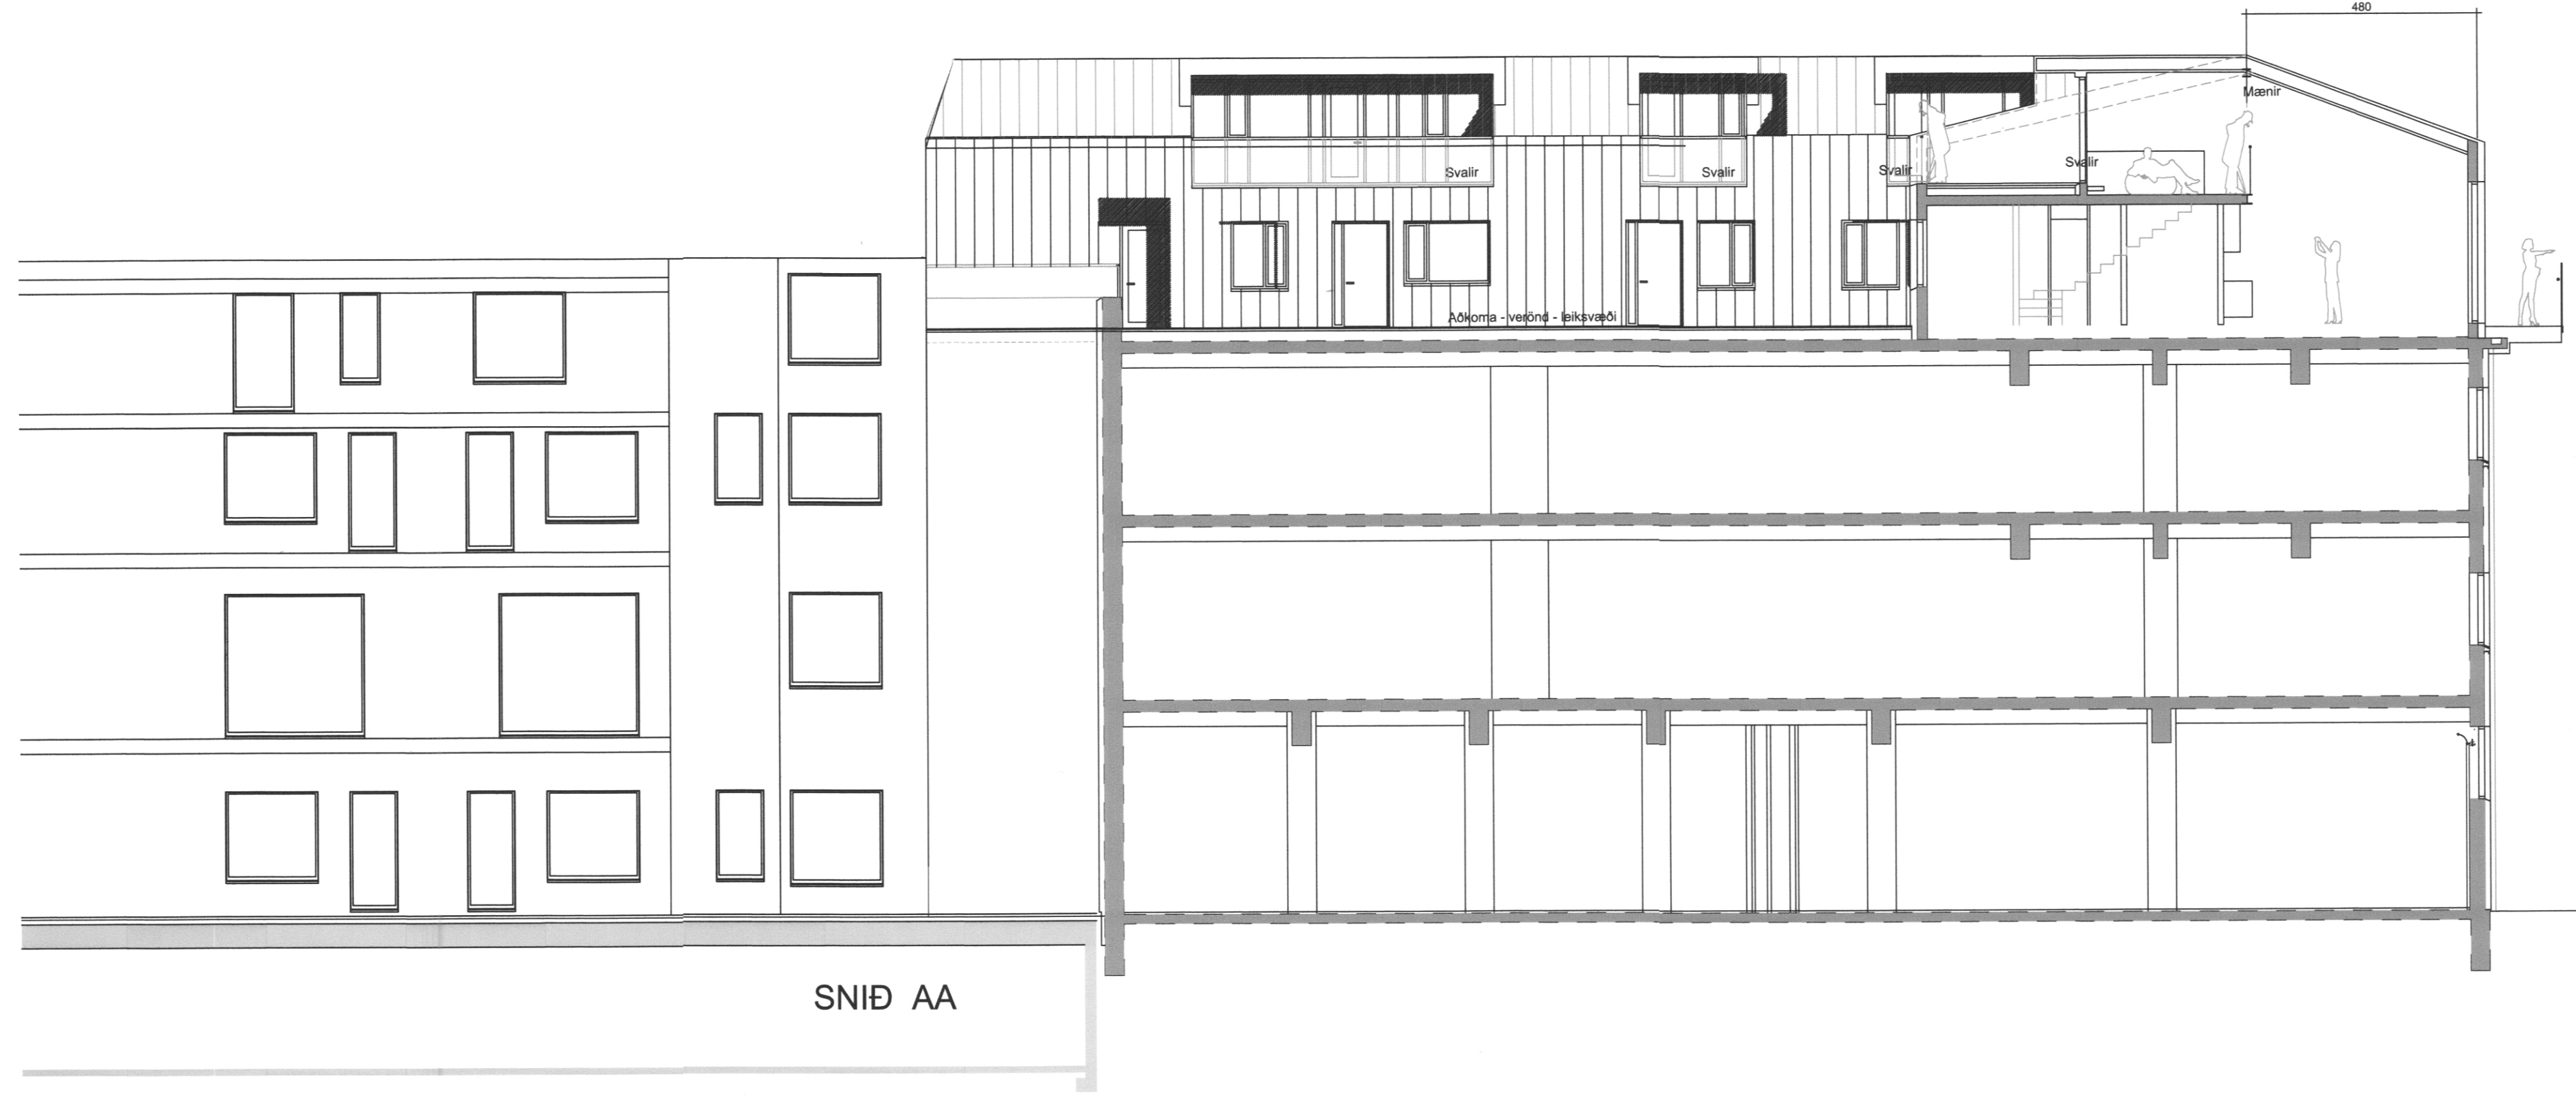 480
Mænir
Svalir
Svalir
Svalir
Svalir
Aðkoma - verönd - leiksvæði
SNIÐ AA